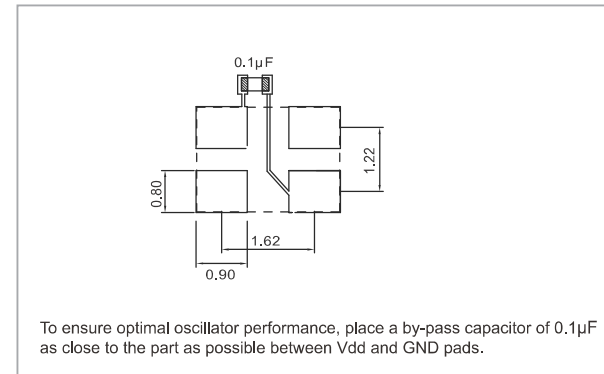 0.1µF
1.22
0.80
1.62
0.90
To ensure optimal oscillator performance, place a by-pass capacitor of 0.1µF
as close to the part as possible between Vdd and GND pads.